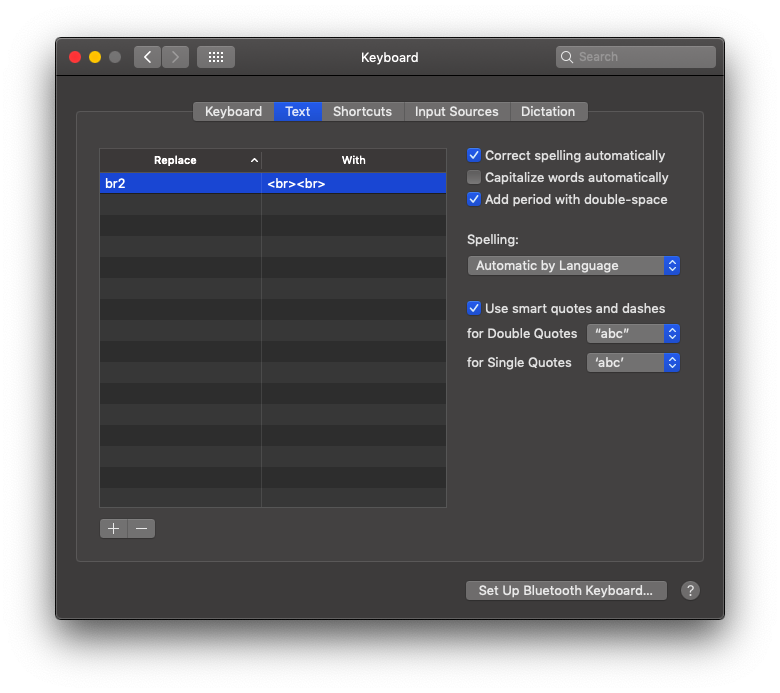 Keyboard
Search
Keyboard Text Shortcuts Input Sources Dictation
Replace With
br2 <br><br>
Correct spelling automatically
Capitalize words automatically
Add period with double-space
Spelling:
Automatic by Language
Use smart quotes and dashes
for Double Quotes “abc”
for Single Quotes ‘abc’
Set Up Bluetooth Keyboard... ?